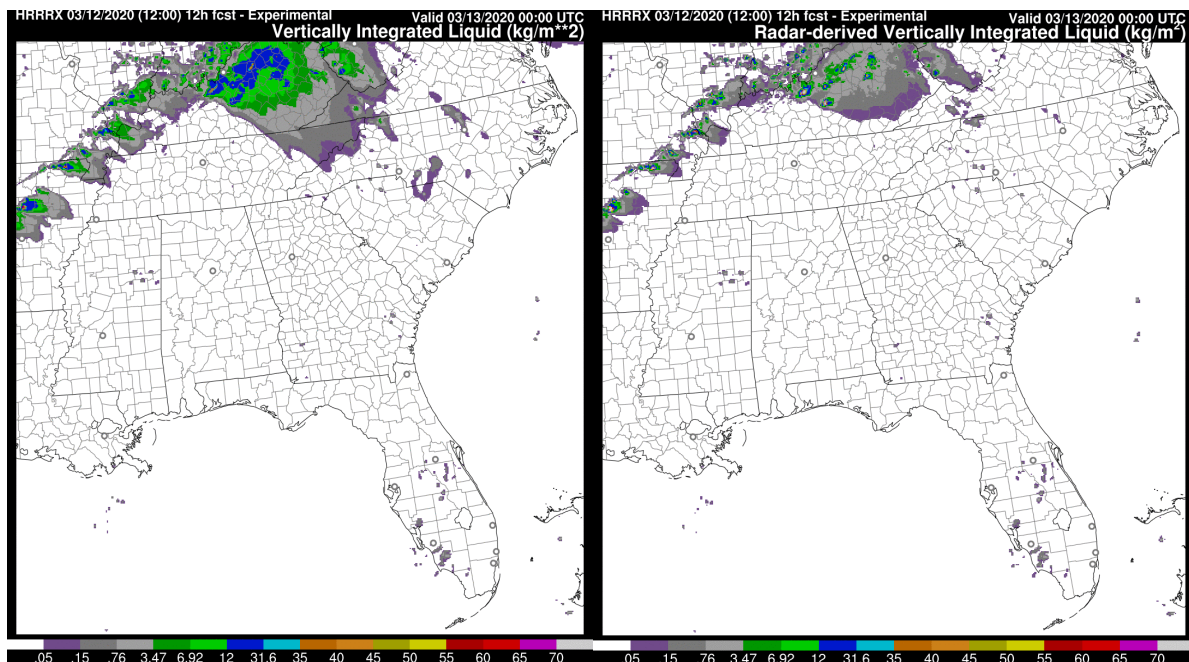 HRRRX 03/12/2020 (12:00) 12h fcst - Experimental Valid 03/13/2020 00:00 UTC
Vertically Integrated Liquid (kg/m**2)
.05 .15 .76 3.47 6.92 12 31.6 35 40 45 50 55 60 65 70
HRRRX 03/12/2020 (12:00) 12h fcst - Experimental Valid 03/13/2020 00:00 UTC
Radar-derived Vertically Integrated Liquid (kg/m²)
.05 .15 .76 3.47 6.92 12 31.6 35 40 45 50 55 60 65 70